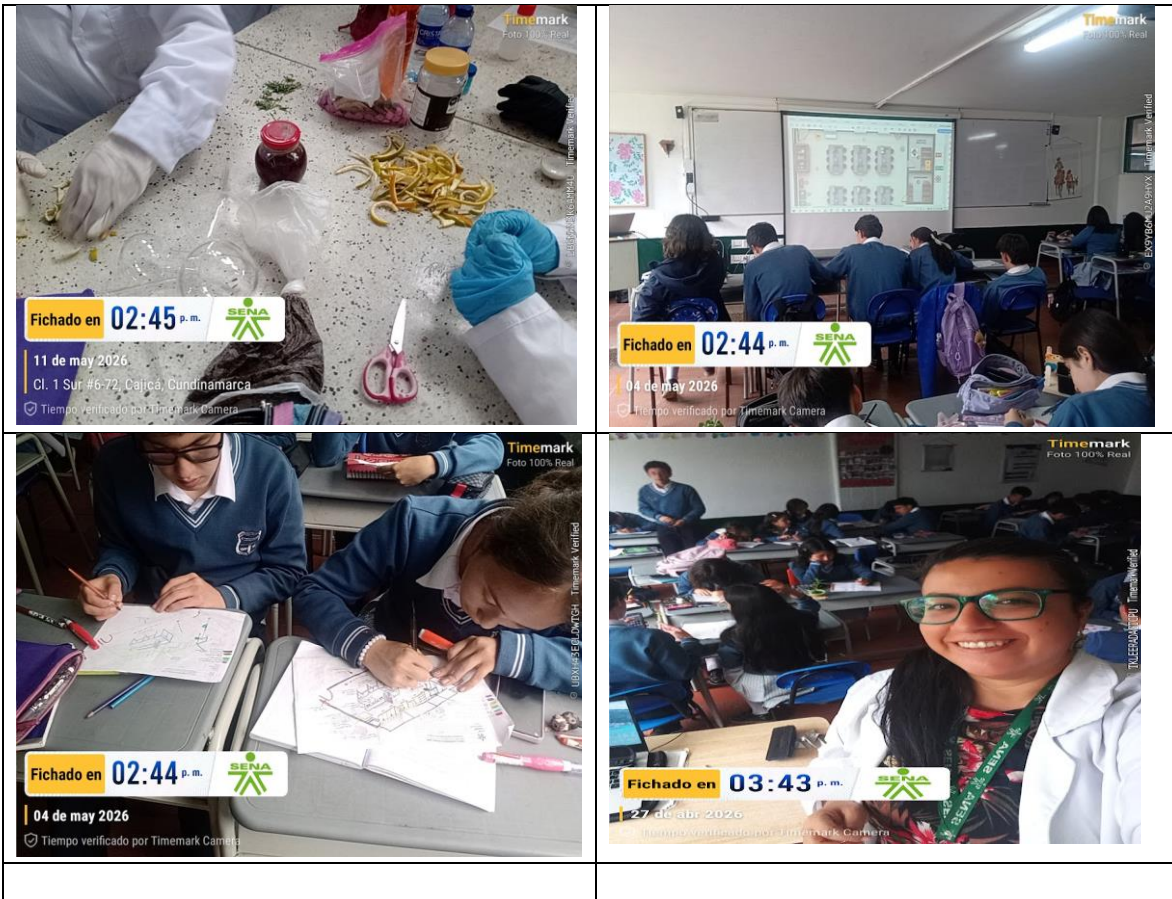 Timemark
Foto 100% Real
Timemark Verified
Fichado en 02:45 p. m. SENA
11 de may 2026
Cl. 1 Sur #6-72, Cajicá, Cundinamarca
Tiempo verificado por Timemark Camera
Timemark
Foto 100% Real
© EX9YB6MU2A9HYX Timemark Verified
Fichado en 02:44 p. m. SENA
04 de may 2026
Tiempo verificado por Timemark Camera
Timemark
Foto 100% Real
Timemark Verified
Fichado en 02:44 p. m. SENA
04 de may 2026
Tiempo verificado por Timemark Camera
Timemark
Foto 100% Real
Timemark Verified
SENA
SENA
Fichado en 03:43 p. m. SENA
27 de abr 2026
Tiempo verificado por Timemark Camera